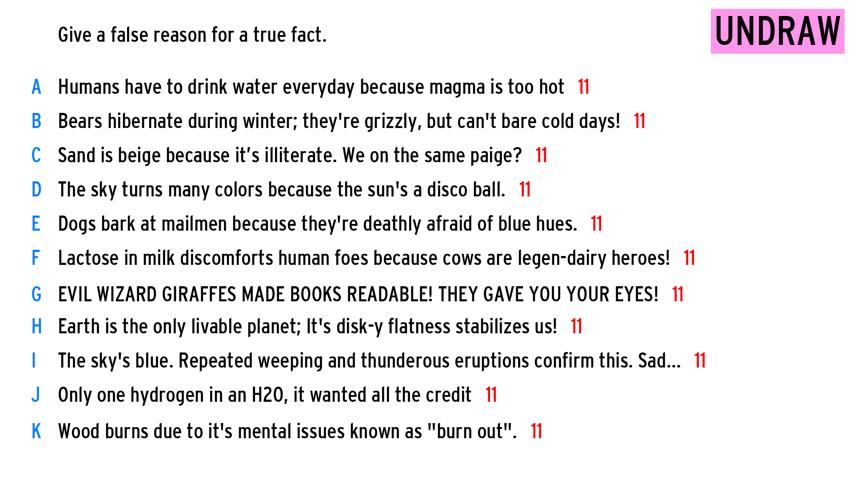 Give a false reason for a true fact.
UNDRAW
A Humans have to drink water everyday because magma is too hot 11
B Bears hibernate during winter; they're grizzly, but can't bare cold days! 11
C Sand is beige because it’s illiterate. We on the same paige? 11
D The sky turns many colors because the sun's a disco ball. 11
E Dogs bark at mailmen because they're deathly afraid of blue hues. 11
F Lactose in milk discomforts human foes because cows are legen-dairy heroes! 11
G EVIL WIZARD GIRAFFES MADE BOOKS READABLE! THEY GAVE YOU YOUR EYES! 11
H Earth is the only livable planet; It's disk-y flatness stabilizes us! 11
I The sky's blue. Repeated weeping and thunderous eruptions confirm this. Sad... 11
J Only one hydrogen in an H2O, it wanted all the credit 11
K Wood burns due to it's mental issues known as "burn out". 11